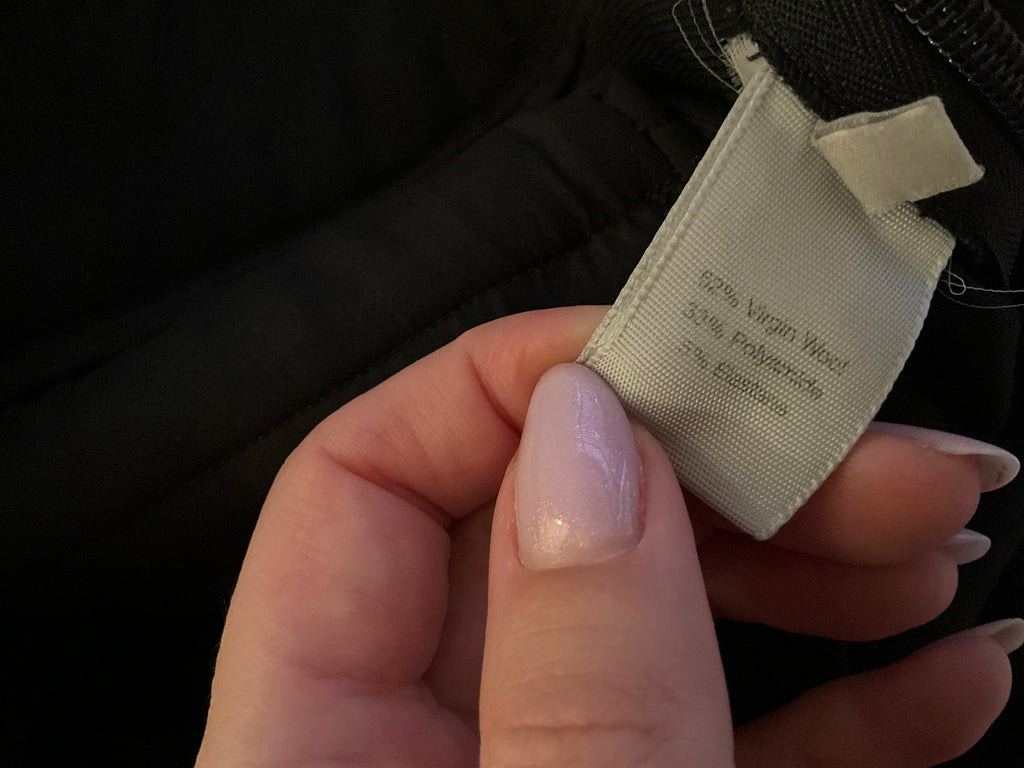 62% Virgin Wool
33% Polyamide
5% Elastane